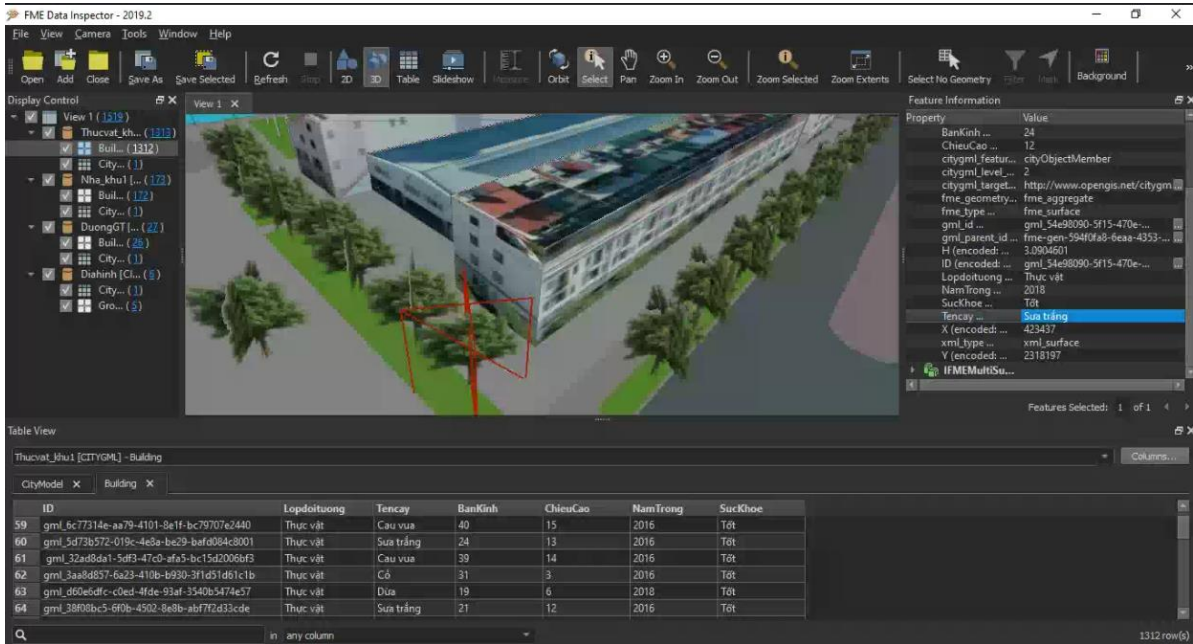 FME Data Inspector - 2019.2
File View Camera Tools Window Help
Open Add Close Save As Save Selected Refresh Stop 2D 3D Table Slideshow Measure Orbit Select Pan Zoom In Zoom Out Zoom Selected Zoom Extents Select No Geometry Filter Mark Background
Display Control
View 1 (1519)
Thucvat_kh... (1313)
Buil... (1312)
City... (1)
Nha_khu1 [... (173)
Buil... (172)
City... (1)
DuongGT [... (27)
Buil... (26)
City... (1)
Diahinh [Cl... (6)
City... (1)
Gro... (5)
View 1
Feature Information
Property Value
BanKinh ... 24
ChieuCao ... 12
citygml_featur... cityObjectMember
citygml_level_... 2
citygml_target... http://www.opengis.net/citygm
fme_geometry... fme_aggregate
fme_type ... fme_surface
gml_id ... gml_54e98090-5f15-470e-...
gml_parent_id ... fme-gen-594f0fa8-6eaa-4353-...
H (encoded: ... 3.0904601
ID (encoded: ... gml_54e98090-5f15-470e-...
Lopdoituong ... Thực vật
NamTrong ... 2018
SucKhoe ... Tốt
Tencay ... Sưa trắng
X (encoded: ... 423437
xml_type ... xml_surface
Y (encoded: ... 2318197
IFMEMultiSu...
Features Selected: 1 of 1
Table View
Thucvat_khu1 [CITYGML] - Building
Columns...
CityModel Building
ID Lopdoituong Tencay BanKinh ChieuCao NamTrong SucKhoe
59 gml_6c77314e-aa79-4101-8e1f-bc79707e2440 Thực vật Cau vua 40 15 2016 Tốt
60 gml_5d73b572-019c-4e8a-be29-bafd084c8001 Thực vật Sưa trắng 24 13 2016 Tốt
61 gml_32ad8da1-5df3-47c0-afa5-bc15d2006bf3 Thực vật Cau vua 39 14 2016 Tốt
62 gml_3aa8d857-6a23-410b-b930-3f1d51d61c1b Thực vật Cỏ 31 3 2016 Tốt
63 gml_d60e6dfc-c0ed-4fde-93af-3540b5474e57 Thực vật Dừa 19 6 2018 Tốt
64 gml_38f08bc5-6f0b-4502-8e8b-abf7f2d33cde Thực vật Sưa trắng 21 12 2016 Tốt
in any column
1312 row(s)